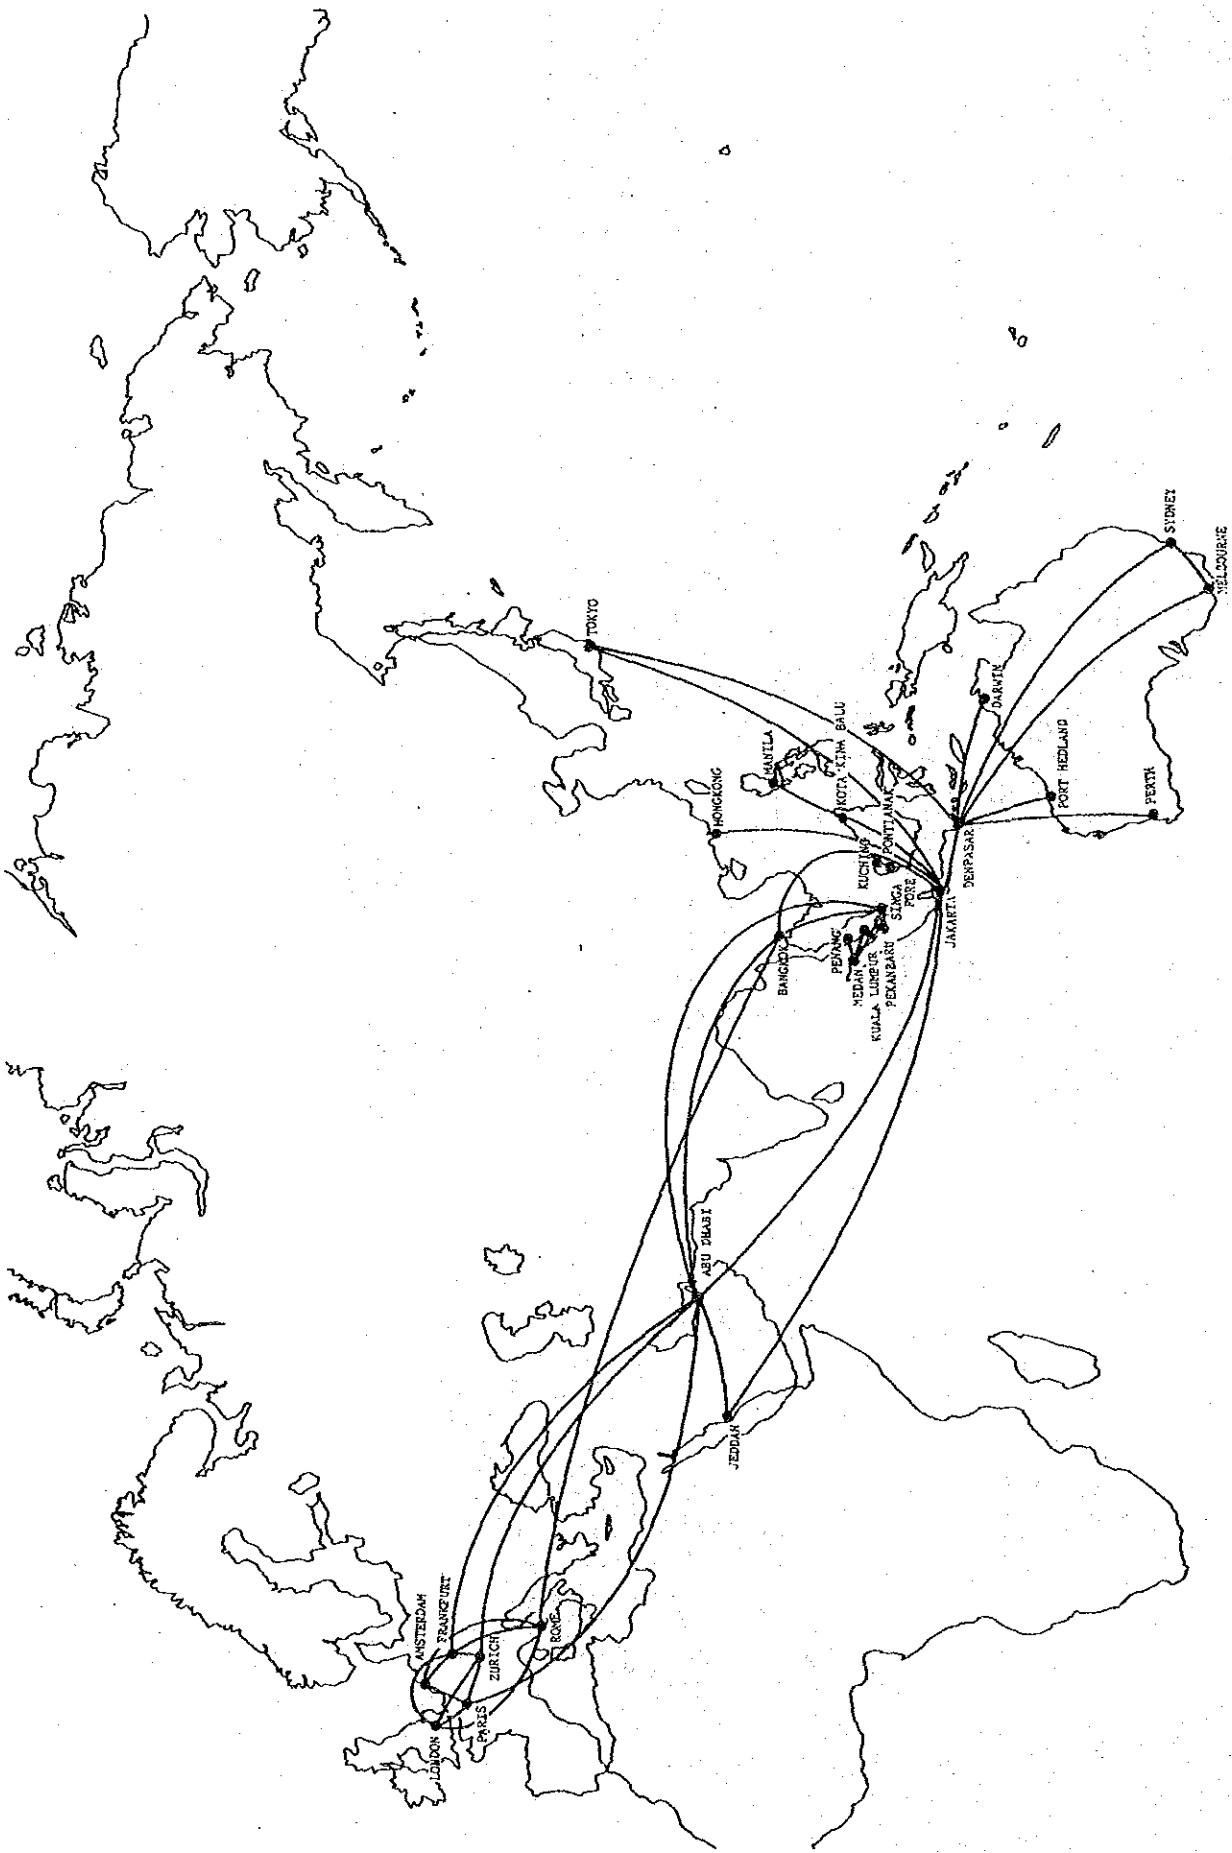 LONDON
AMSTERDAM
FRANKFURT
PARIS
ZURICH
ROME
JEDDAH
ABU DHABI
BANGKOK
HONGKONG
TOKYO
MANILA
KOTA KINA BALU
PENANG
MEDAN
KUALA LUMPUR
PEKANBARU
SINGA
PORE
KUCHING
PONTIANAK
JAKARTA
DENPASAR
DARWIN
PORT HEDLAND
PERTH
SYDNEY
MELBOURNE